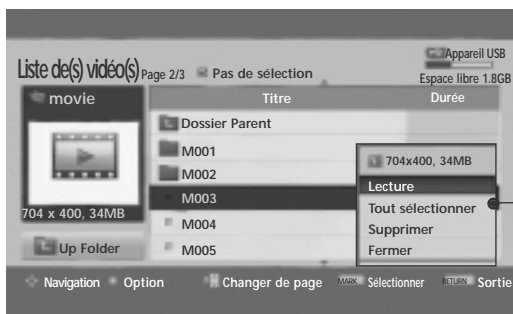 Appareil USB
Liste de(s) vidéo(s) Page 2/3 Pas de sélection
Espace libre 1.8GB
movie
Titre
Durée
Dossier Parent
M001
M002
M003
M004
M005
704 x 400, 34MB
Up Folder
704x400, 34MB
Lecture
Tout sélectionner
Supprimer
Fermer
Navigation Option Changer de page MARK Sélectionner RETURN Sortie